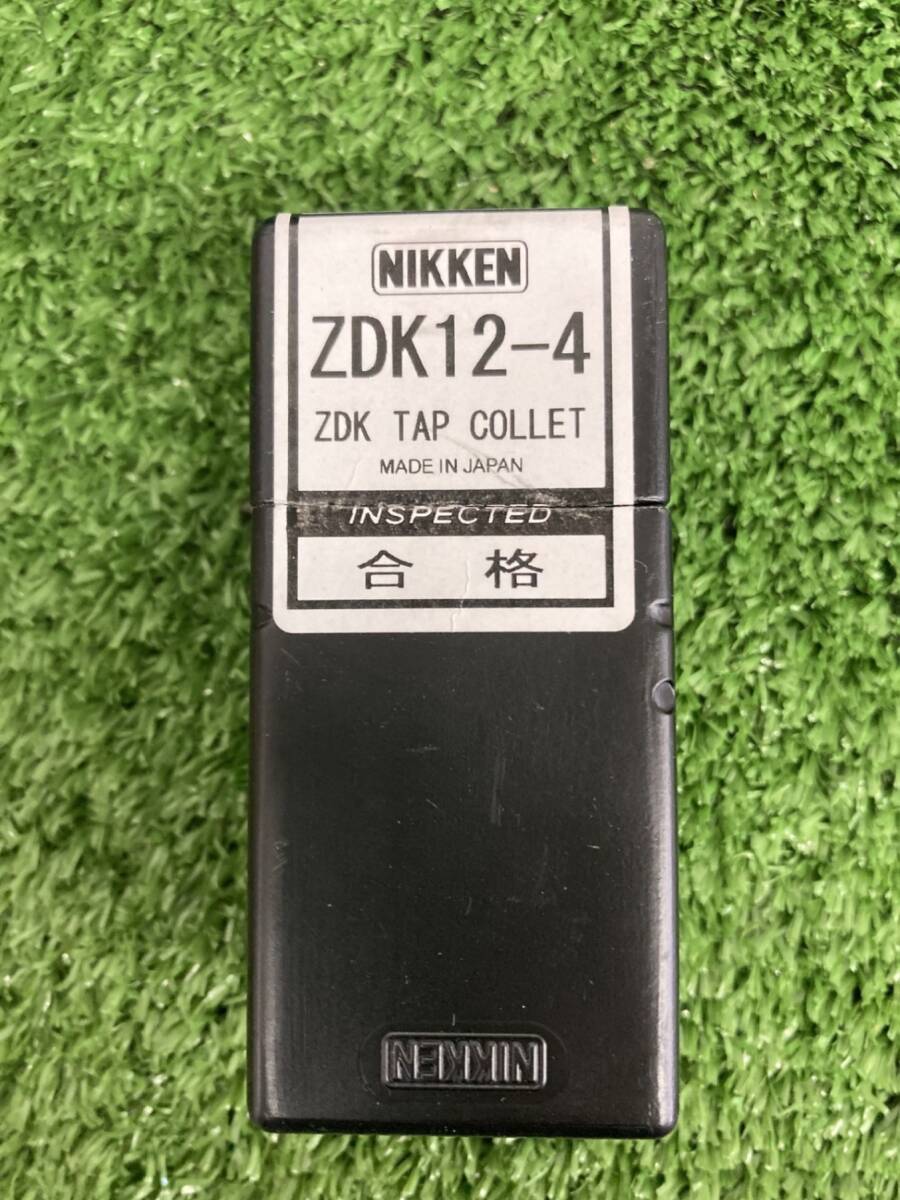 NIKKEN
ZDK12-4
ZDK TAP COLLET
MADE IN JAPAN
INSPECTED
合格
NIKKEN